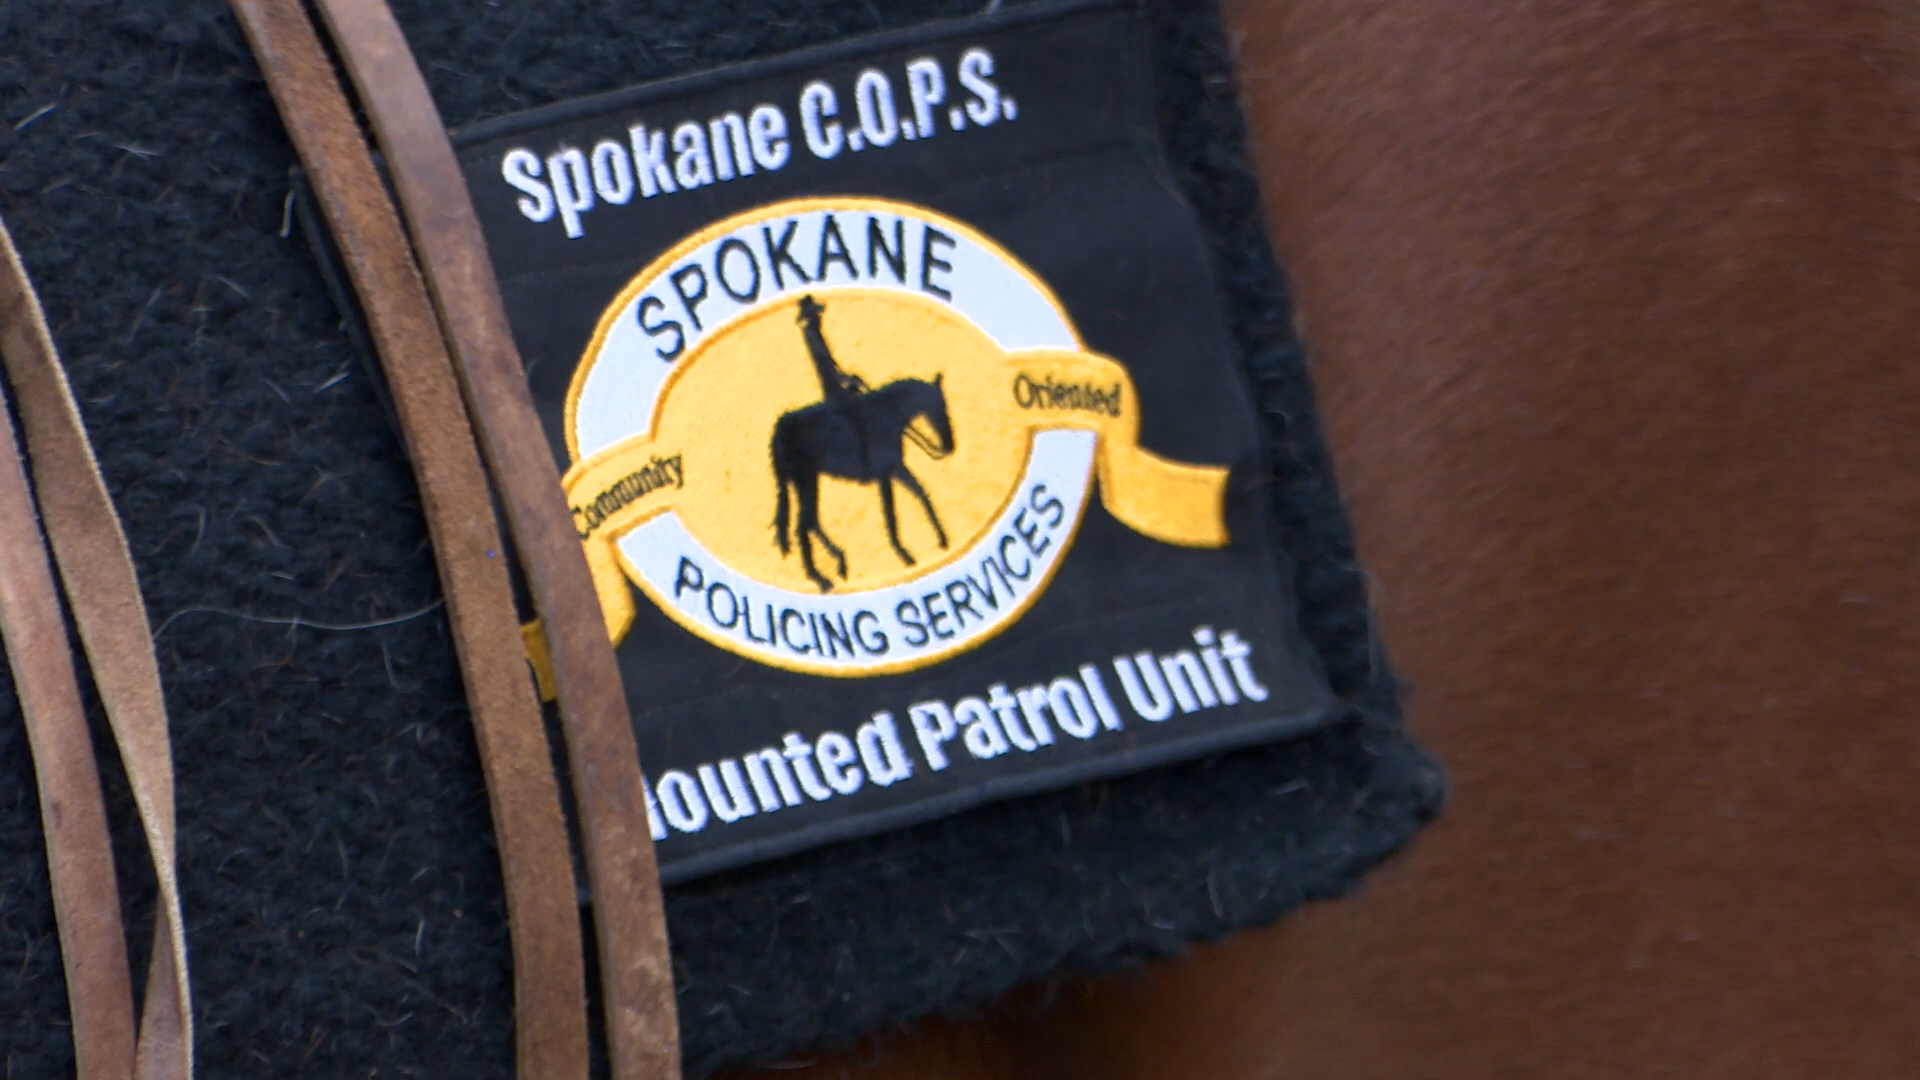 Spokane C.O.P.S.
SPOKANE
Community Oriented
POLICING SERVICES
Mounted Patrol Unit